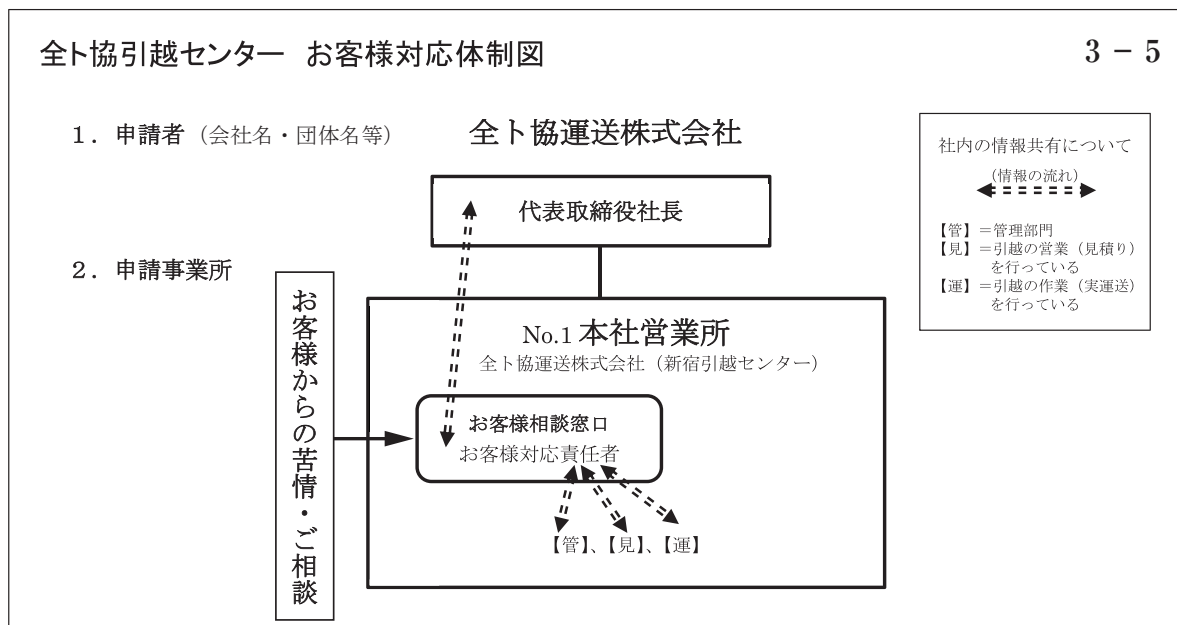 全ト協引越センター お客様対応体制図
3－5
1．申請者（会社名・団体名等）
全ト協運送株式会社
代表取締役社長
2．申請事業所
お客様からの苦情・ご相談
No.1 本社営業所
全ト協運送株式会社（新宿引越センター）
お客様相談窓口
お客様対応責任者
【管】、【見】、【運】
社内の情報共有について
(情報の流れ)
【管】＝管理部門
【見】＝引越の営業（見積り）
を行っている
【運】＝引越の作業（実運送）
を行っている